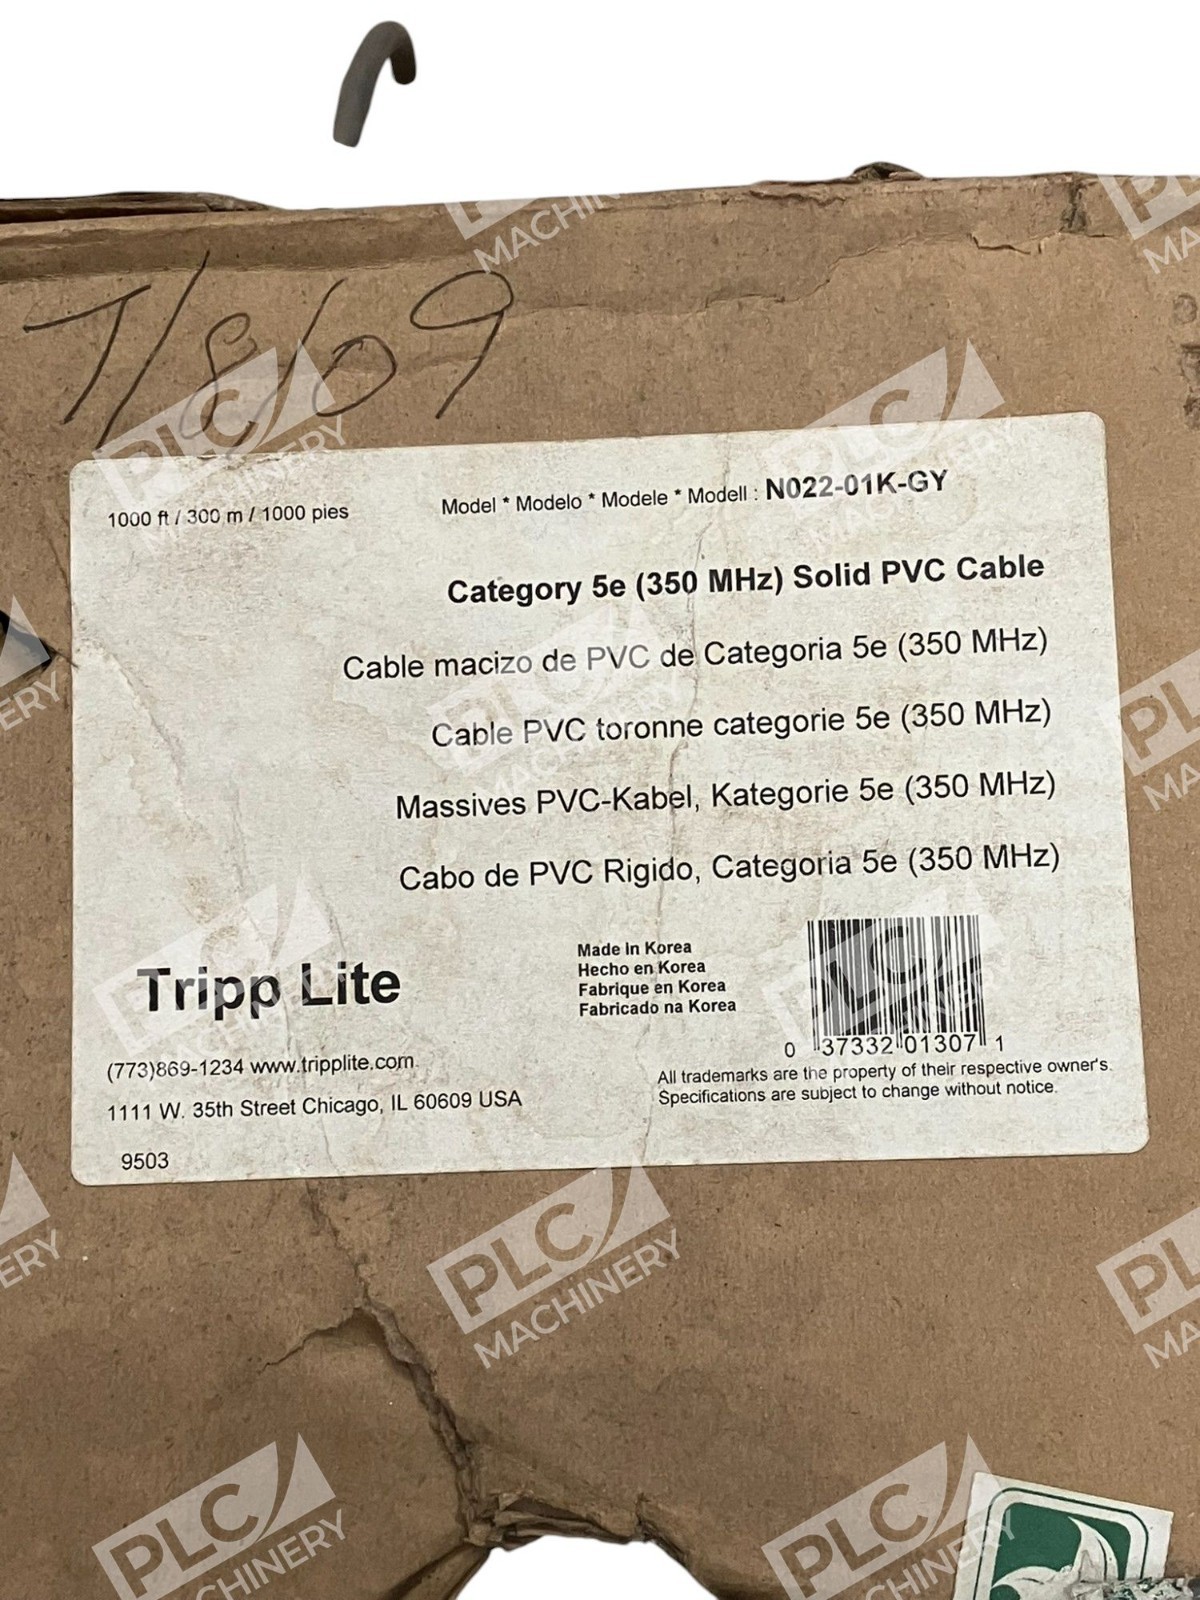 7/8/09
1000 ft / 300 m / 1000 pies
Model * Modelo * Modele * Modell : N022-01K-GY
Category 5e (350 MHz) Solid PVC Cable
Cable macizo de PVC de Categoria 5e (350 MHz)
Cable PVC toronne categorie 5e (350 MHz)
Massives PVC-Kabel, Kategorie 5e (350 MHz)
Cabo de PVC Rigido, Categoria 5e (350 MHz)
Tripp Lite
(773)869-1234 www.tripplite.com
1111 W. 35th Street Chicago, IL 60609 USA
9503
Made in Korea
Hecho en Korea
Fabrique en Korea
Fabricado na Korea
0 37332 01307 1
All trademarks are the property of their respective owner's.
Specifications are subject to change without notice.
PLC MACHINERY